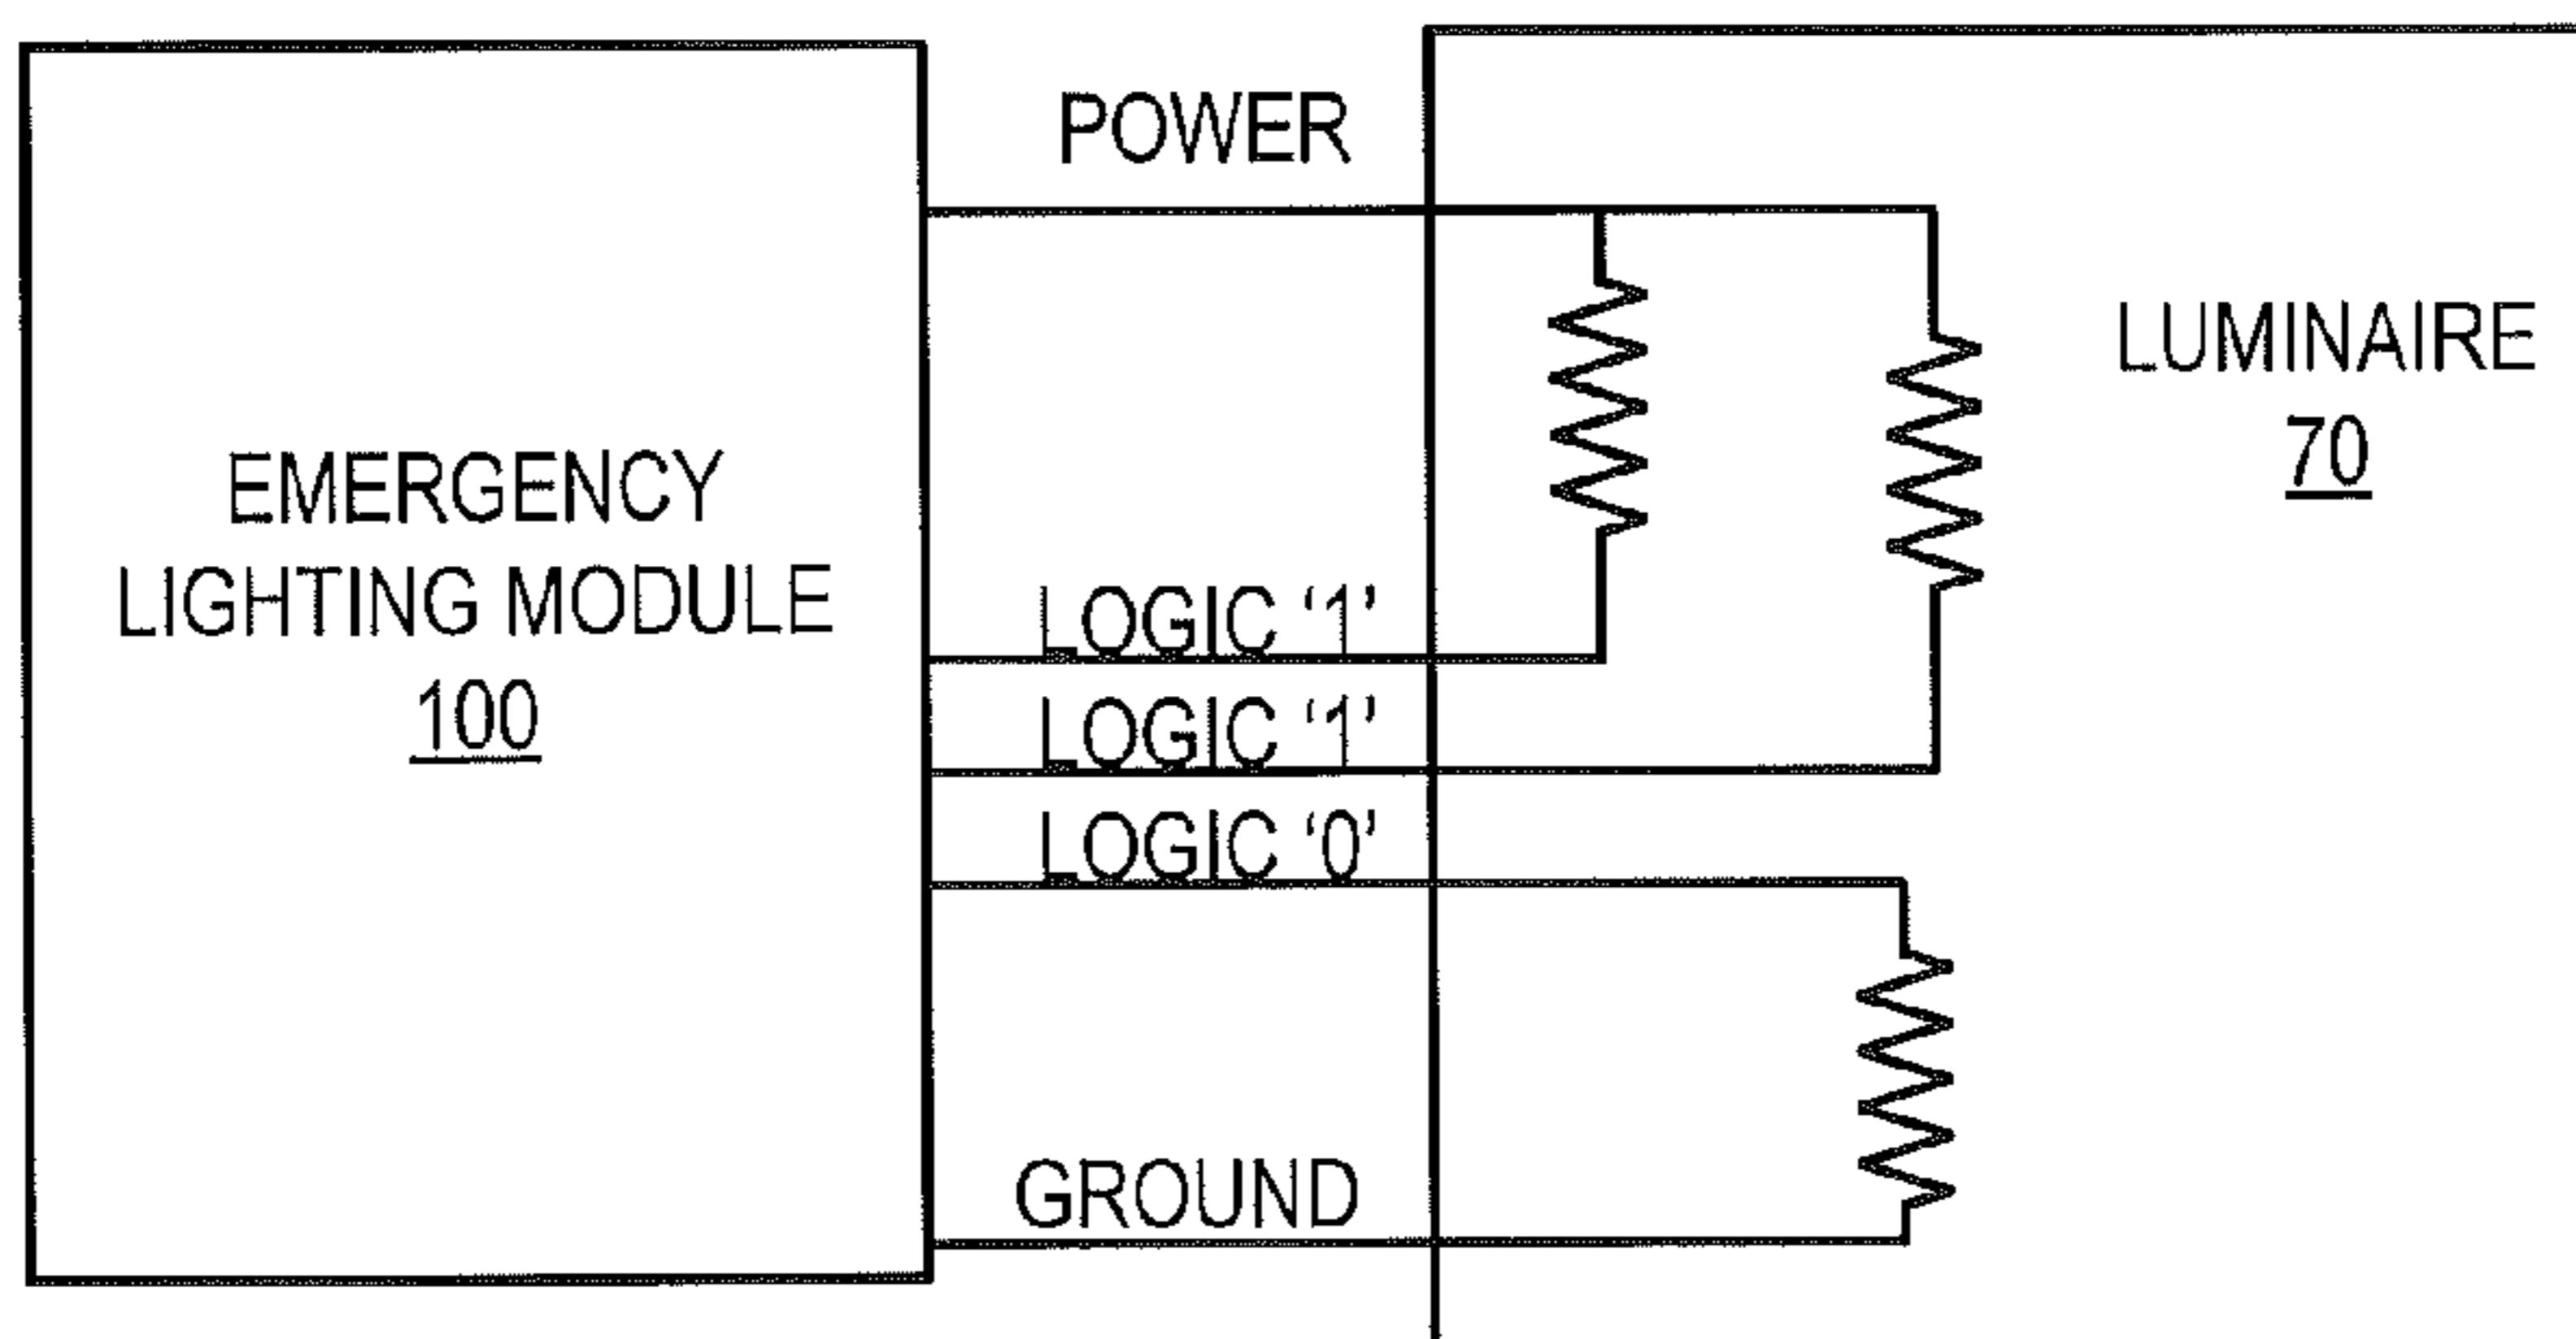 POWER
EMERGENCY
LIGHTING MODULE
100
LOGIC ‘1’
LOGIC ‘1’
LOGIC ‘0’
GROUND
LUMINAIRE
70